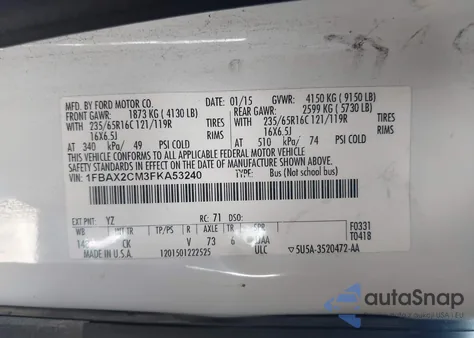 MFD. BY FORD MOTOR CO. 01/15 GVWR: 4150 KG ( 9150 LB)
FRONT GAWR: 1873 KG ( 4130 LB) REAR GAWR: 2599 KG ( 5730 LB)
WITH 235/65R16C 121/119R TIRES WITH 235/65R16C 121/119R TIRES
16X6.5J 16X6.5J
AT 340 kPa/ 49 PSI COLD AT 510 kPa/ 74 PSI COLD
THIS VEHICLE CONFORMS TO ALL APPLICABLE FEDERAL MOTOR VEHICLE
SAFETY STANDARDS IN EFFECT ON THE DATE OF MANUFACTURE SHOWN ABOVE.
VIN: 1FBAX2CM3FKA53240 TYPE: Bus (Not School Bus)
EXT PNT: YZ RC: 71 DSO:
WB TP/PS R AXLE TR SPR F0331
CK V 73 6 T0418
MADE IN U.S.A. 1201501222525 ULC 5U5A-3520472-AA
autoSnap